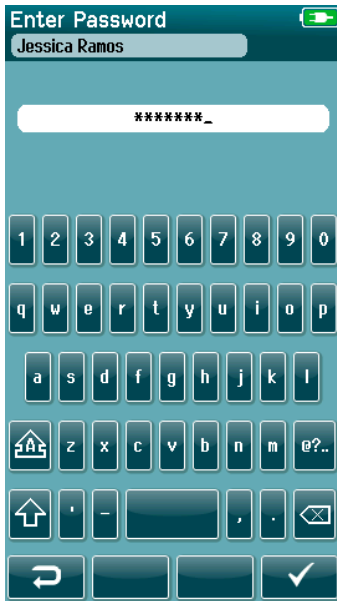 Enter Password
Jessica Ramos
*******_
1 2 3 4 5 6 7 8 9 0
q w e r t y u i o p
a s d f g h j k l
A z x c v b n m @?..
' - , .